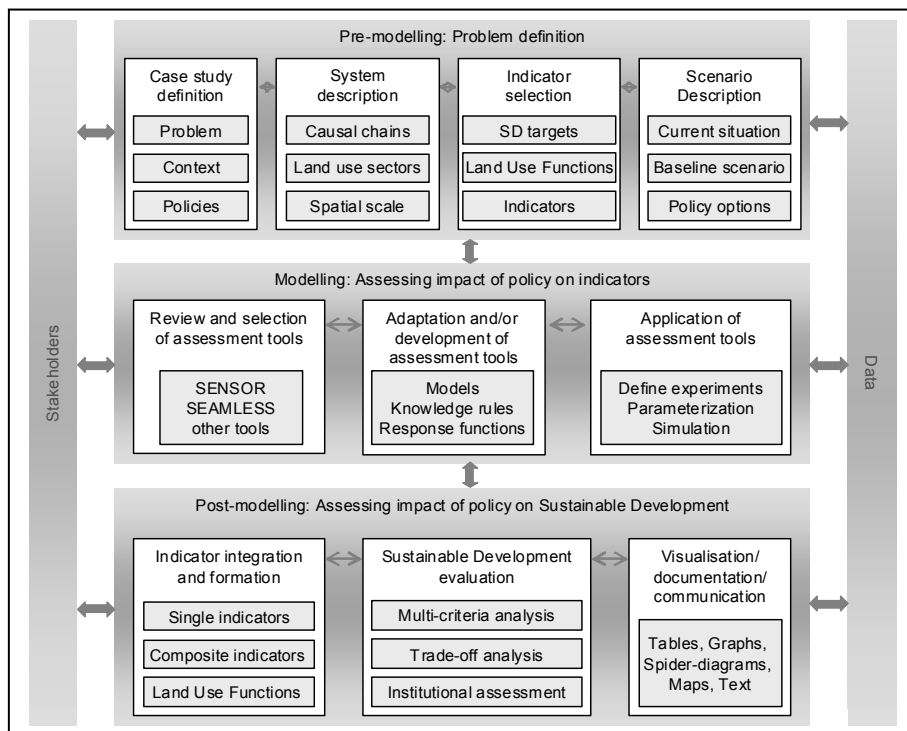 Pre-modelling: Problem definition
Case study
definition
Problem
Context
Policies
System
description
Causal chains
Land use sectors
Spatial scale
Indicator
selection
SD targets
Land Use Functions
Indicators
Scenario
Description
Current situation
Baseline scenario
Policy options
Stakeholders
Data
Modelling: Assessing impact of policy on indicators
Review and selection
of assessment tools
SENSOR
SEAMLESS
other tools
Adaptation and/or
development of
assessment tools
Models
Knowledge rules
Response functions
Application of
assessment tools
Define experiments
Parameterization
Simulation
Post-modelling: Assessing impact of policy on Sustainable Development
Indicator integration
and formation
Single indicators
Composite indicators
Land Use Functions
Sustainable Development
evaluation
Multi-criteria analysis
Trade-off analysis
Institutional assessment
Visualisation/
documentation/
communication
Tables, Graphs,
Spider-diagrams,
Maps, Text